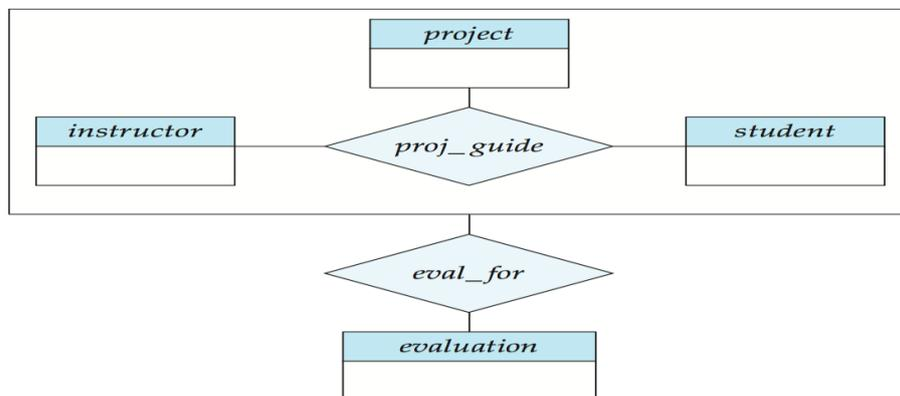 project
instructor
proj_guide
student
eval_for
evaluation